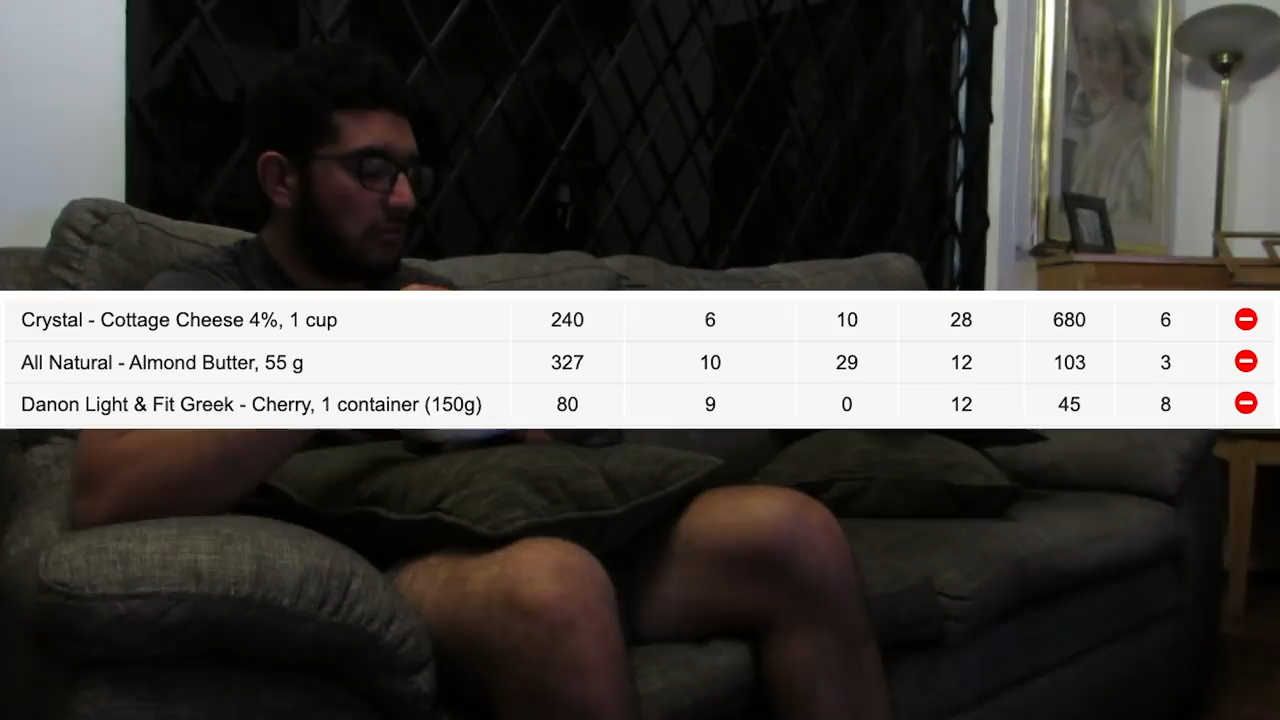 Crystal - Cottage Cheese 4%, 1 cup 240 6 10 28 680 6
All Natural - Almond Butter, 55 g 327 10 29 12 103 3
Danon Light & Fit Greek - Cherry, 1 container (150g) 80 9 0 12 45 8